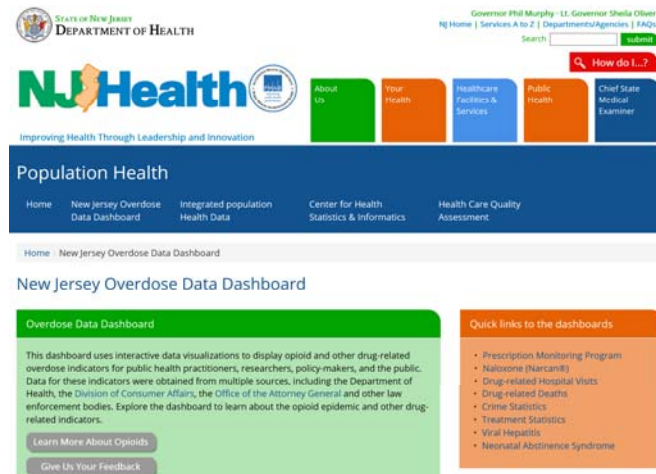 STATE OF NEW JERSEY
DEPARTMENT OF HEALTH
Governor Phil Murphy · Lt. Governor Sheila Oliver
NJ Home | Services A to Z | Departments/Agencies | FAQs
Search submit
How do I...?
NJHealth
Improving Health Through Leadership and Innovation
About Us
Your Health
Healthcare Facilities & Services
Public Health
Chief State Medical Examiner
Population Health
Home
New Jersey Overdose Data Dashboard
Integrated population Health Data
Center for Health Statistics & Informatics
Health Care Quality Assessment
Home New Jersey Overdose Data Dashboard
New Jersey Overdose Data Dashboard
Overdose Data Dashboard
This dashboard uses interactive data visualizations to display opioid and other drug-related
overdose indicators for public health practitioners, researchers, policy-makers, and the public.
Data for these indicators were obtained from multiple sources, including the Department of
Health, the Division of Consumer Affairs, the Office of the Attorney General and other law
enforcement bodies. Explore the dashboard to learn about the opioid epidemic and other drug-
related indicators.
Learn More About Opioids
Give Us Your Feedback
Quick links to the dashboards
• Prescription Monitoring Program
• Naloxone (Narcan®)
• Drug-related Hospital Visits
• Drug-related Deaths
• Crime Statistics
• Treatment Statistics
• Viral Hepatitis
• Neonatal Abstinence Syndrome